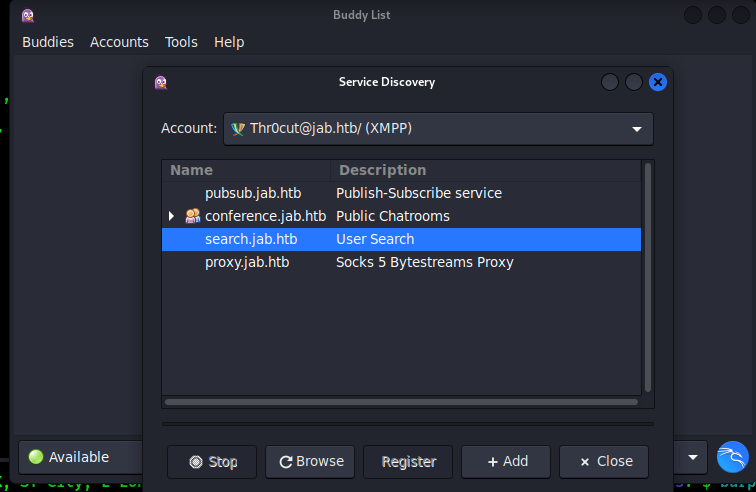 Buddy List
Buddies Accounts Tools Help
Service Discovery
Account: Thr0cut@jab.htb/ (XMPP)
Name Description
pubsub.jab.htb Publish-Subscribe service
conference.jab.htb Public Chatrooms
search.jab.htb User Search
proxy.jab.htb Socks 5 Bytestreams Proxy
Available
Stop Browse Register + Add × Close